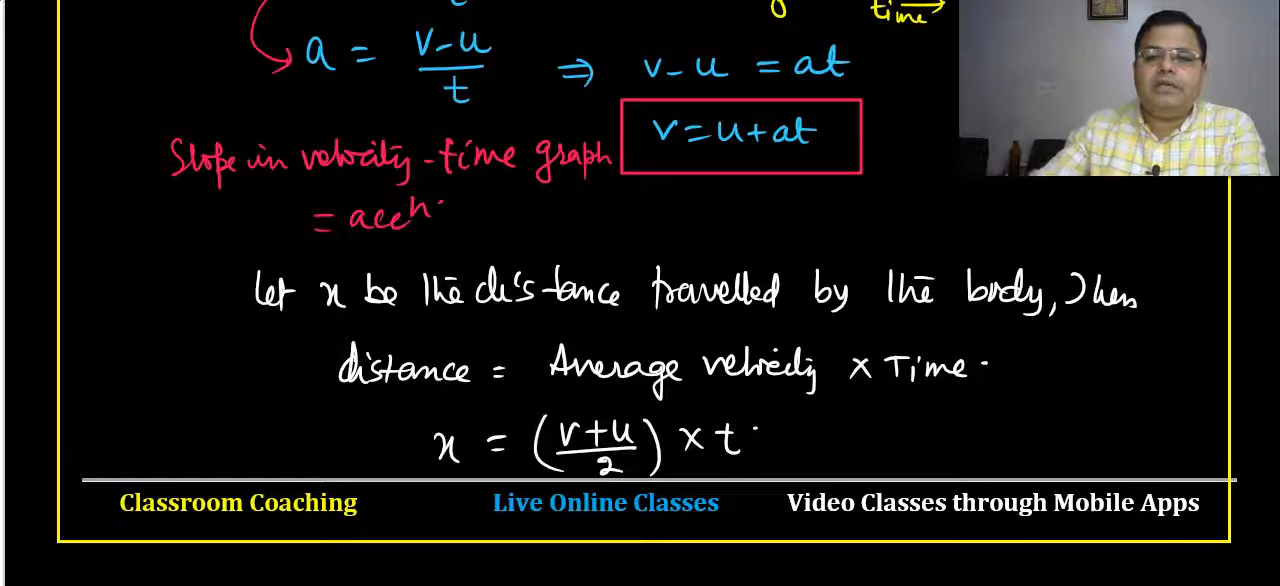 time
a = v-u/t ⇒ v-u = at
v=u+at
Slope in velocity-time graph
= accn.
Let x be the distance travelled by the body, Then
distance = Average velocity × Time.
x = (v+u/2) × t.
Classroom Coaching Live Online Classes Video Classes through Mobile Apps